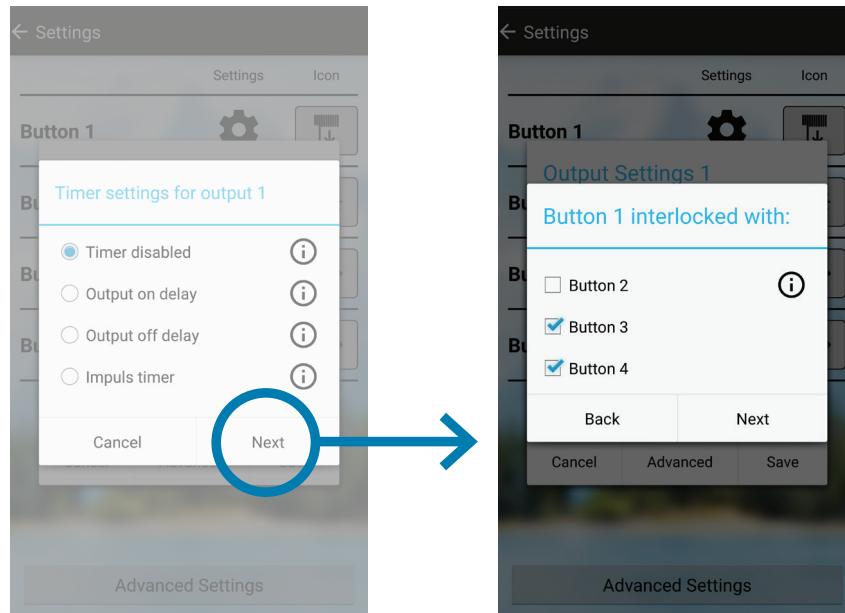 ← Settings
Settings Icon
Button 1
Timer settings for output 1
Timer disabled
Output on delay
Output off delay
Impuls timer
Cancel Next
Advanced Settings
← Settings
Settings Icon
Button 1
Output Settings 1
Button 1 interlocked with:
Button 2
Button 3
Button 4
Back Next
Cancel Advanced Save
Advanced Settings